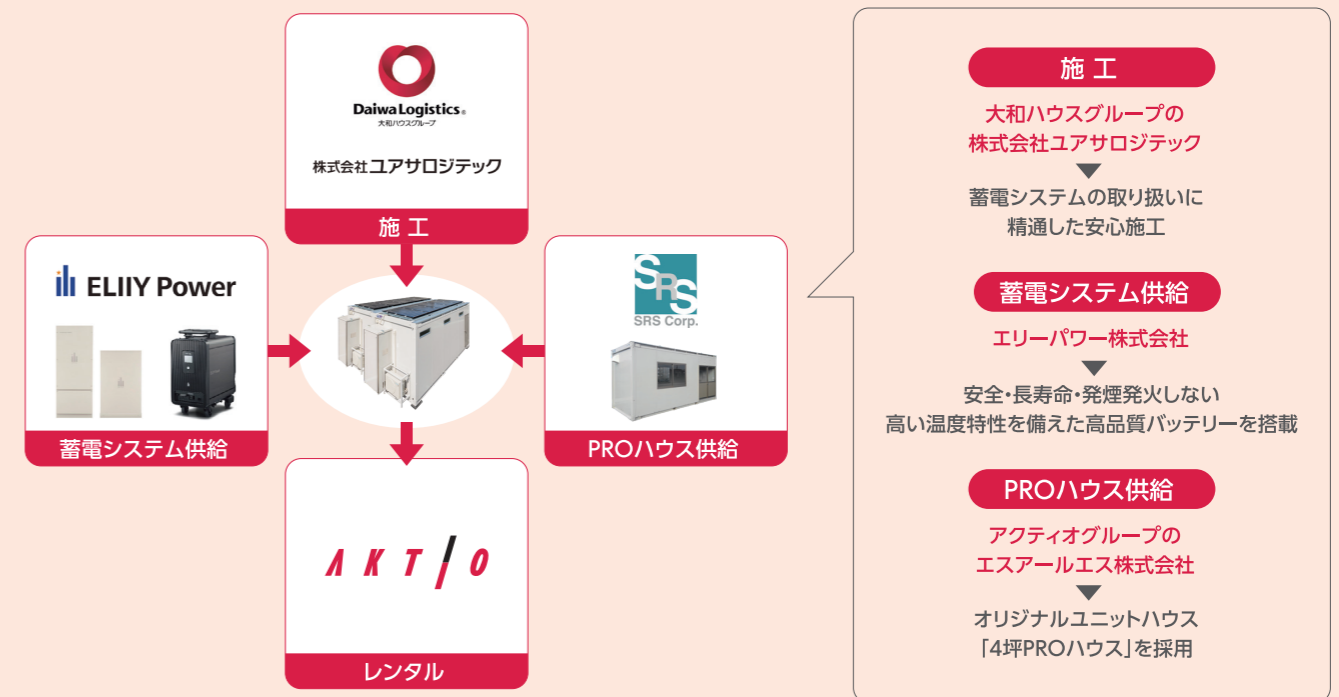 Daiwa Logistics®
大和ハウスグループ
株式会社ユアサロジテック
施 工
ELIIY Power
蓄電システム供給
SRS
SRS Corp.
PROハウス供給
AKTIO
レンタル
施 工
大和ハウスグループの
株式会社ユアサロジテック
蓄電システムの取り扱いに
精通した安心施工
蓄電システム供給
エリーパワー株式会社
安全・長寿命・発煙発火しない
高い温度特性を備えた高品質バッテリーを搭載
PROハウス供給
アクティオグループの
エスアールエス株式会社
オリジナルユニットハウス
「4坪PROハウス」を採用